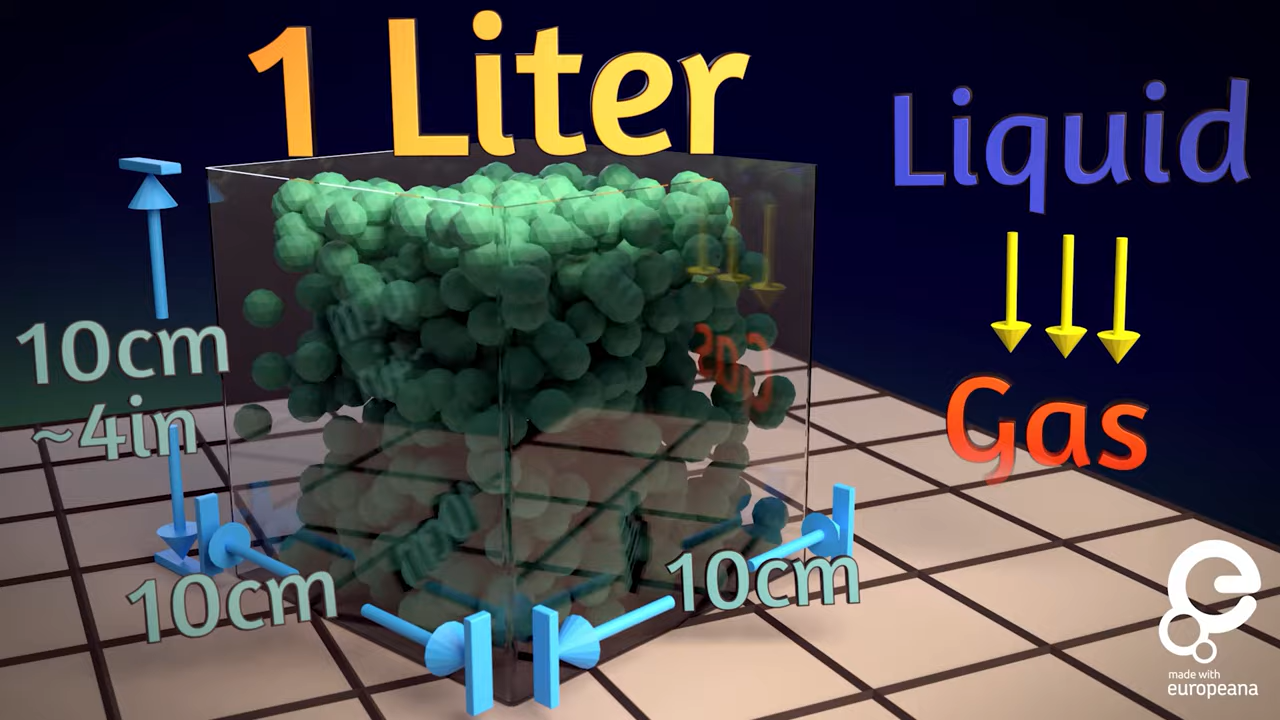 1 Liter
Liquid
Gas
10cm
~4in
10cm
10cm
made with
europeana